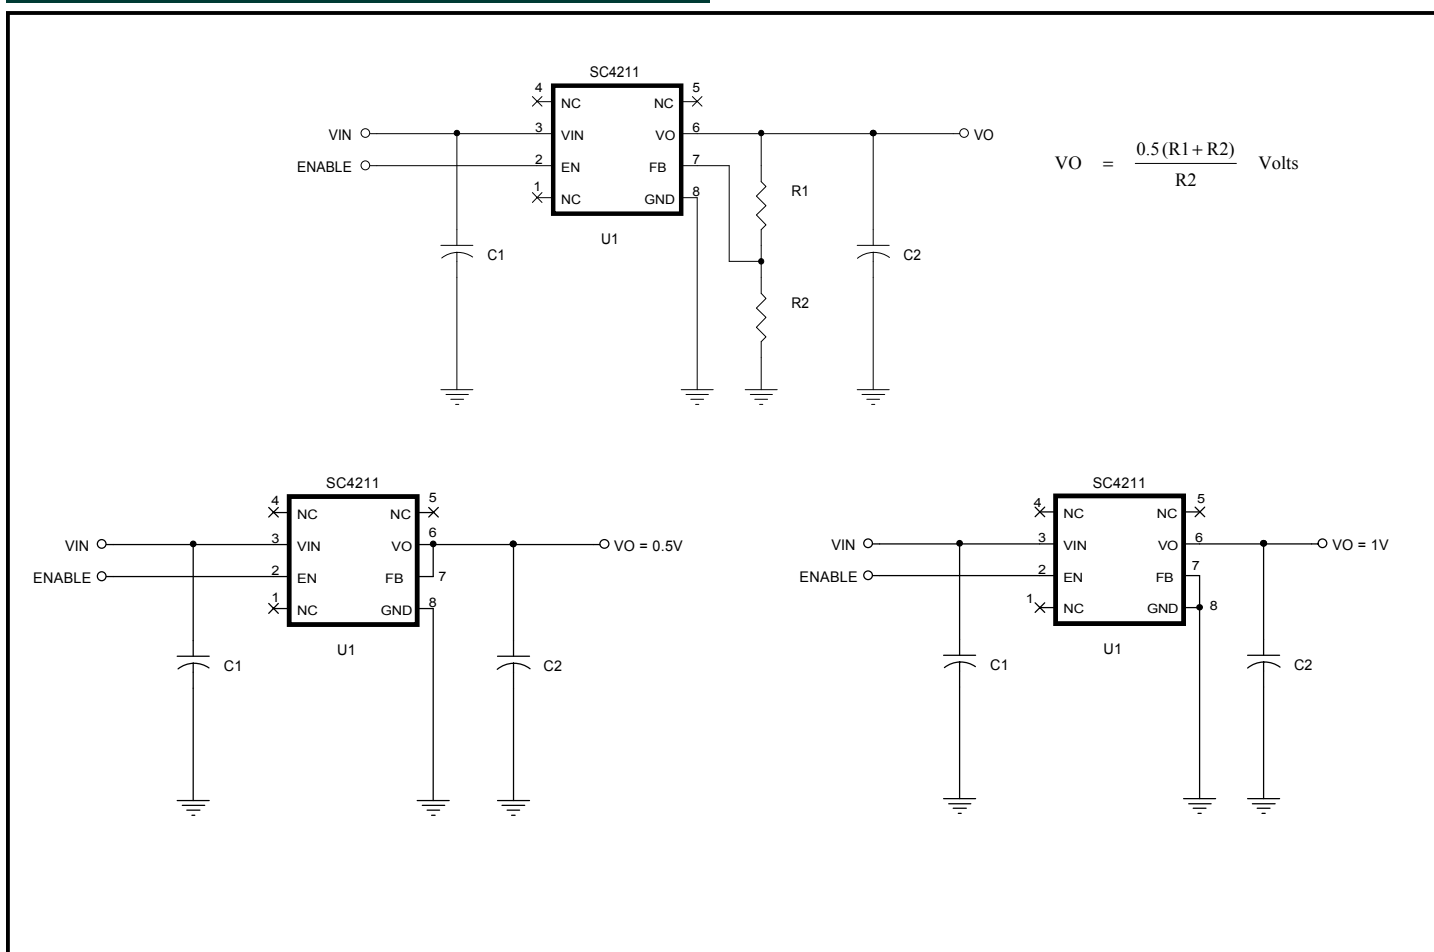 SC4211
4 NC NC 5
VIN 3 VIN VO 6 VO
ENABLE 2 EN FB 7
1 NC GND 8
U1
C1
R1
R2
C2
VO = 0.5(R1+R2) Volts
R2
SC4211
4 NC NC 5
VIN 3 VIN VO 6 VO = 0.5V
ENABLE 2 EN FB 7
1 NC GND 8
U1
C1
C2
SC4211
4 NC NC 5
VIN 3 VIN VO 6 VO = 1V
ENABLE 2 EN FB 7
1 NC GND 8
U1
C1
C2